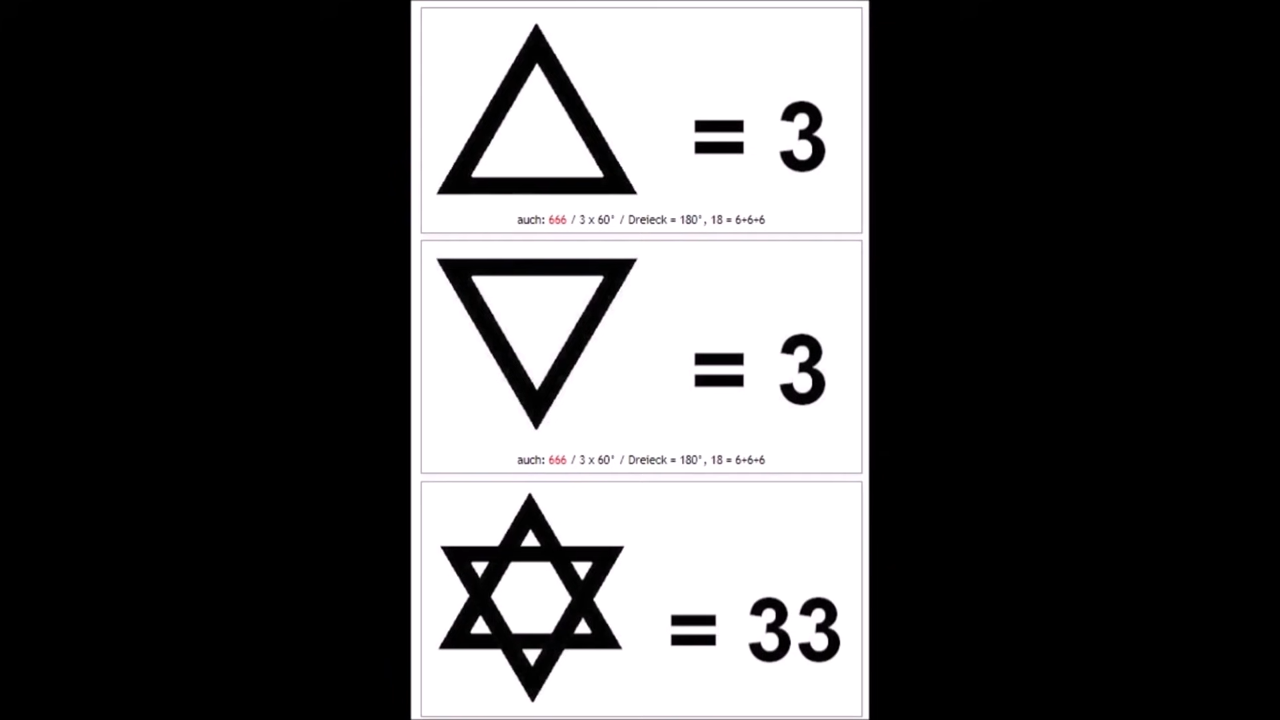 = 3
auch: 666 / 3 x 60° / Dreieck = 180°, 18 = 6+6+6
= 3
auch: 666 / 3 x 60° / Dreieck = 180°, 18 = 6+6+6
= 33